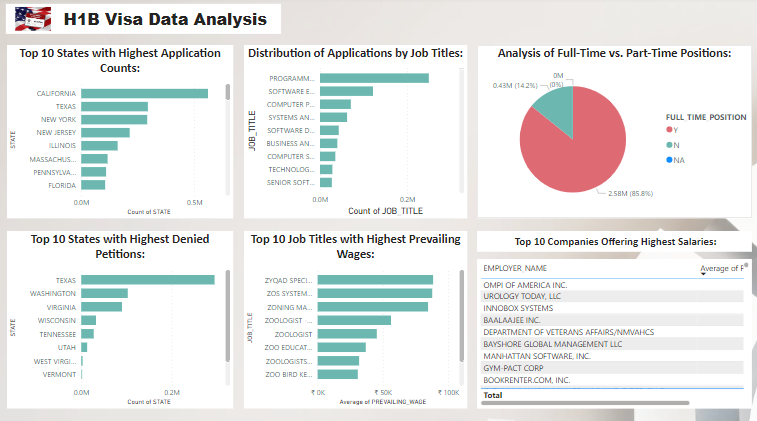 H1B Visa Data Analysis
Top 10 States with Highest Application
Counts:
CALIFORNIA
TEXAS
NEW YORK
NEW JERSEY
ILLINOIS
MASSACHUS...
PENNSYLVA...
FLORIDA
STATE
0.0M 0.5M
Count of STATE
Distribution of Applications by Job Titles:
PROGRAMM...
SOFTWARE E...
COMPUTER P...
SYSTEMS AN...
SOFTWARE D...
BUSINESS AN...
COMPUTER S...
TECHNOLOG...
SENIOR SOFT...
JOB_TITLE
0.0M 0.2M
Count of JOB_TITLE
Analysis of Full-Time vs. Part-Time Positions:
0M
(0%)
0.43M (14.2%)
2.58M (85.8%)
FULL TIME POSITION
Y
N
NA
Top 10 States with Highest Denied
Petitions:
TEXAS
WASHINGTON
VIRGINIA
WISCONSIN
TENNESSEE
UTAH
WEST VIRGI...
VERMONT
STATE
0.0M 0.2M
Count of STATE
Top 10 Job Titles with Highest Prevailing
Wages:
ZYQAD SPECI...
ZOS SYSTEM...
ZONING MA...
ZOOLOGIST ...
ZOOLOGIST
ZOO EDUCAT...
ZOOLOGISTS...
ZOO BIRD KE...
JOB_TITLE
₹ 0K ₹ 50K ₹ 100K
Average of PREVAILING_WAGE
Top 10 Companies Offering Highest Salaries:
EMPLOYER NAME Average of F
OMPI OF AMERICA INC.
UROLOGY TODAY, LLC
INNOBOX SYSTEMS
BAALAAJEE INC.
DEPARTMENT OF VETERANS AFFAIRS/NMVAHCS
BAYSHORE GLOBAL MANAGEMENT LLC
MANHATTAN SOFTWARE, INC.
GYM-PACT CORP
BOOKRENTER.COM, INC.
Total